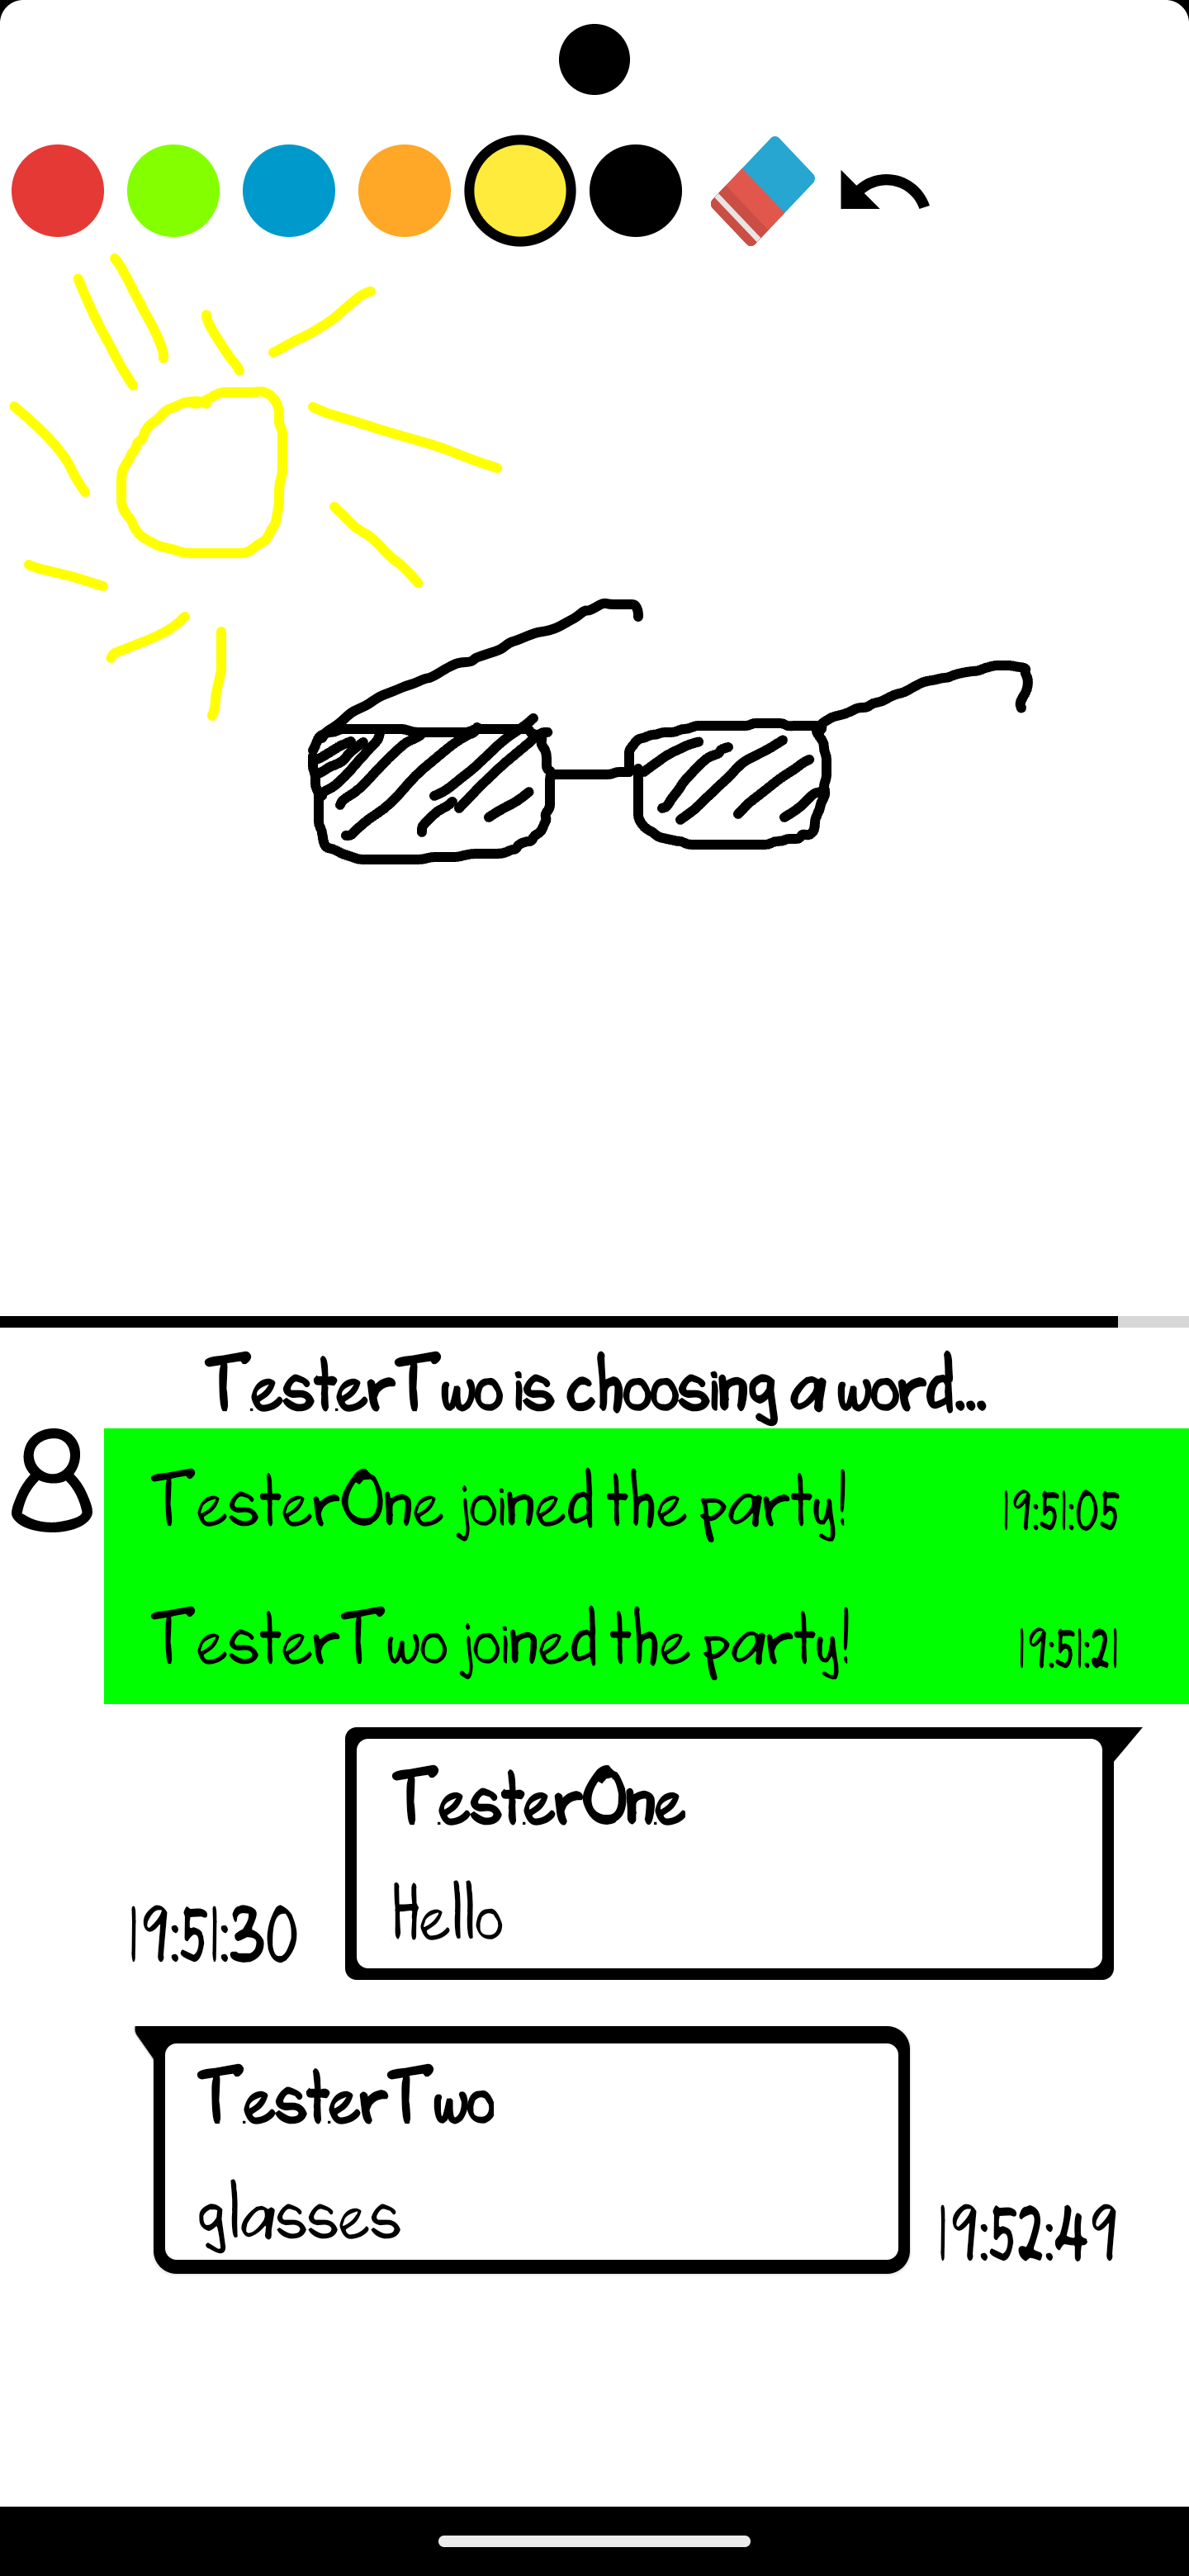 TesterTwo is choosing a word...
TesterOne joined the party! 19:51:05
TesterTwo joined the party! 19:51:21
TesterOne
Hello
19:51:30
TesterTwo
glasses
19:52:49